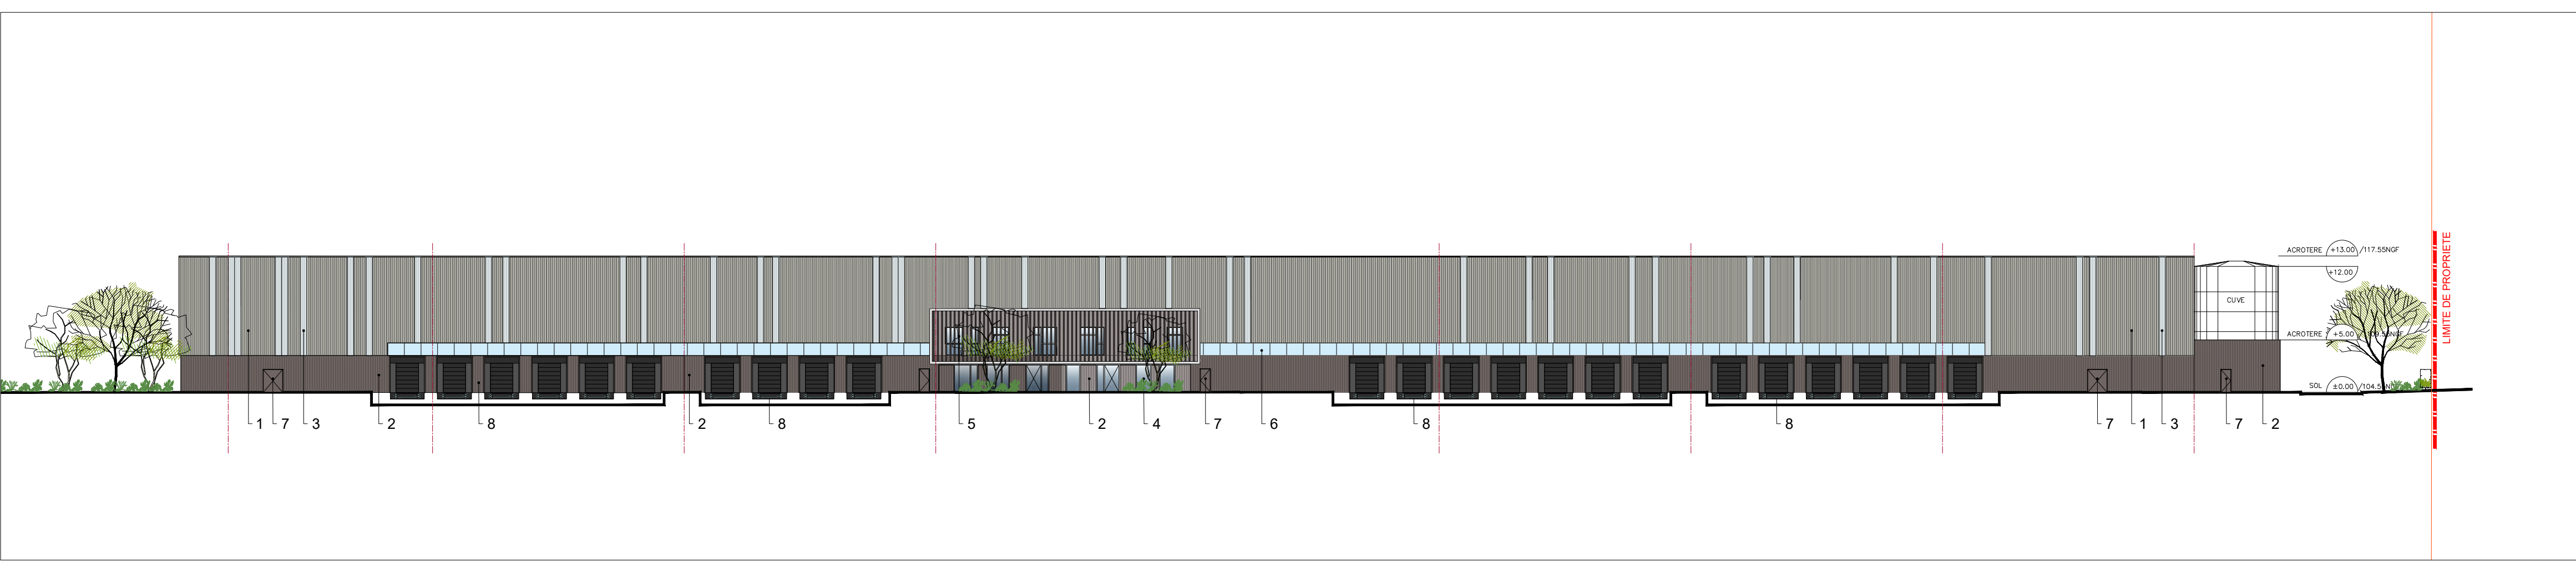 ACROTERE +13.00 /117.55NGF
+12.00
CUVE
ACROTERE +5.00
SOL ±0.00
LIMITE DE PROPRIETE
1 7 3 2 8 2 8 5 2 4 7 6 8 8 7 1 3 7 2